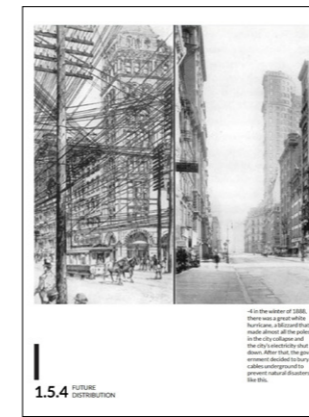 -4 in the winter of 1888,
there was a great white
hurricane, a blizzard that
made almost all the poles
in the city collapse and
the city's electricity shut
down. After that, the gov
ernment decided to bury
cables underground to
prevent natural disasters
like this.
1.5.4 FUTURE
DISTRIBUTION